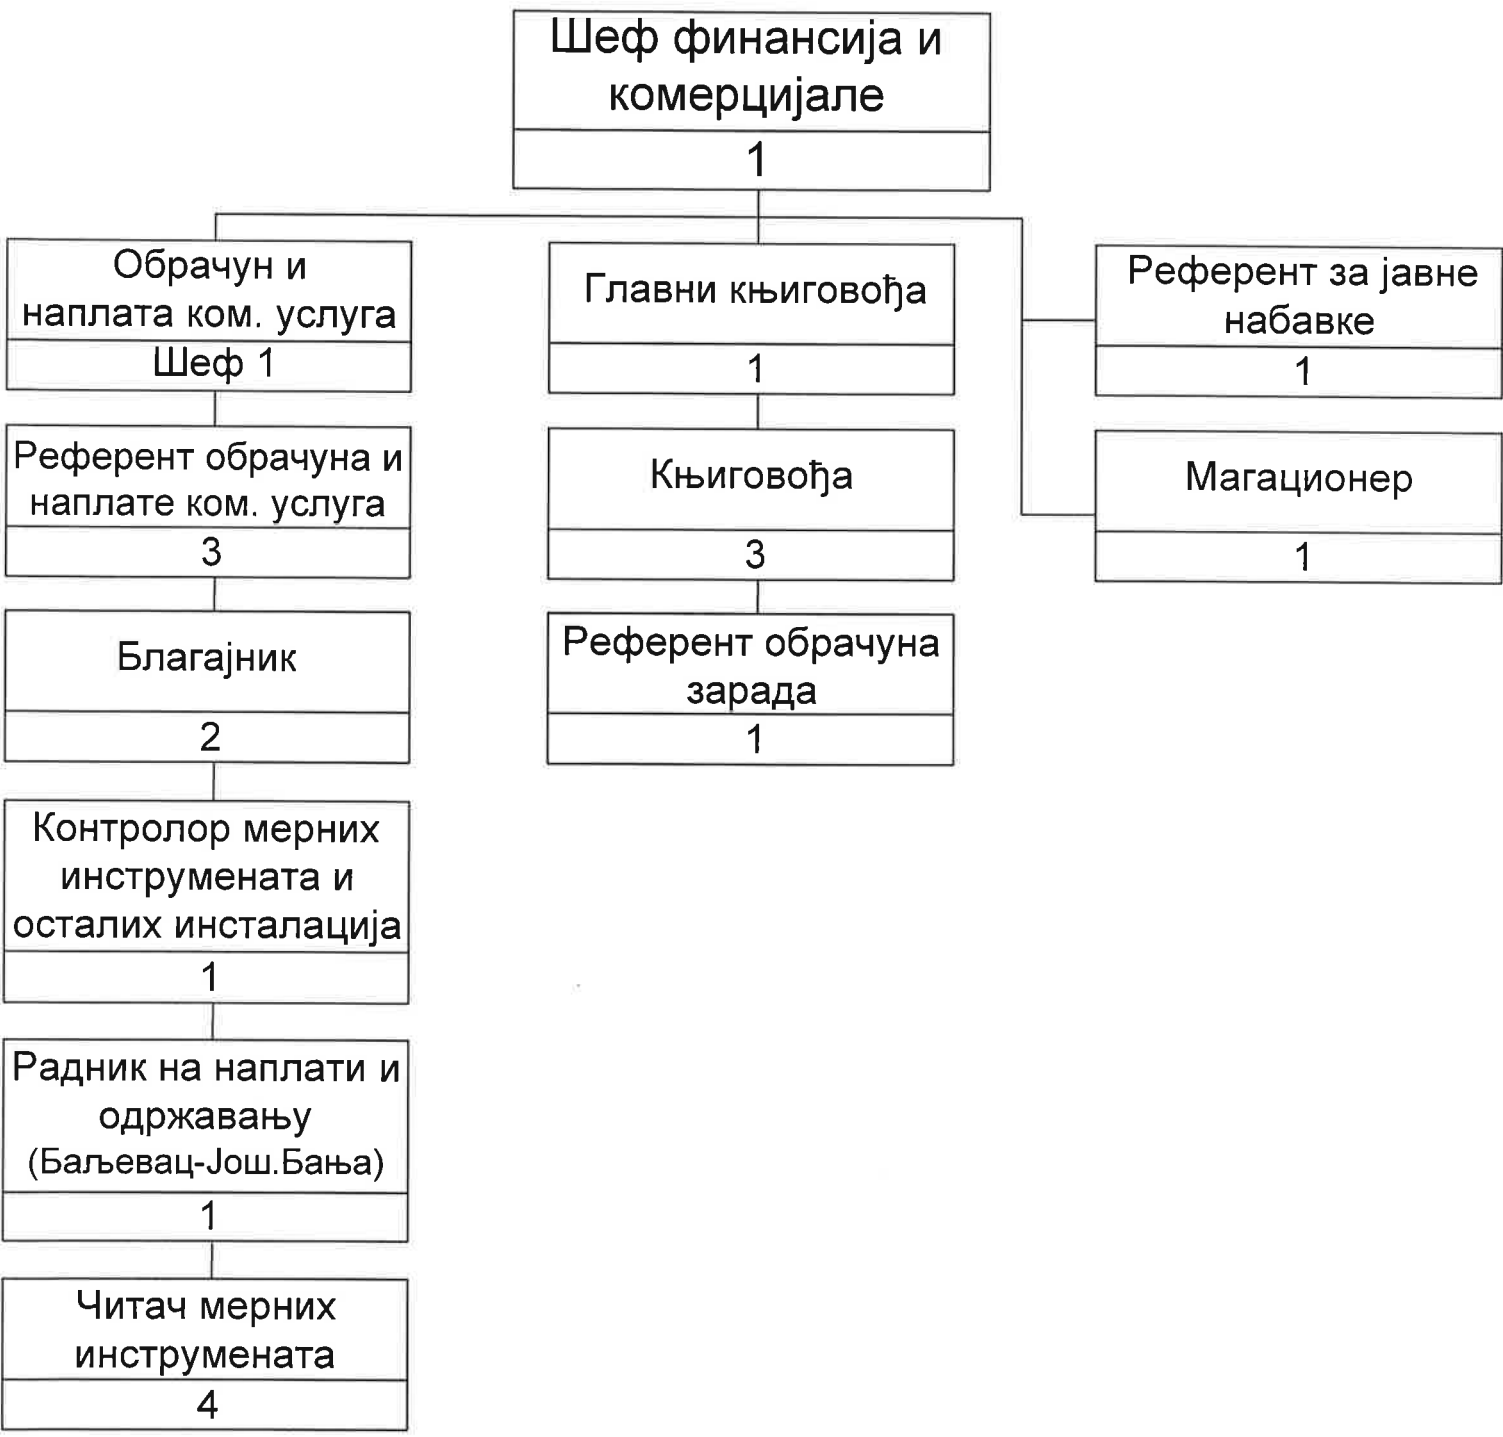 Шеф финансија и
комерцијале
1
Обрачун и
наплата ком. услуга
Шеф 1
Референт обрачуна и
наплате ком. услуга
3
Благајник
2
Контролор мерних
инструмената и
осталих инсталација
1
Радник на наплати и
одржавању
(Баљевац-Још.Бања)
1
Читач мерних
инструмената
4
Главни књиговођа
1
Књиговођа
3
Референт обрачуна
зарада
1
Референт за јавне
набавке
1
Магационер
1